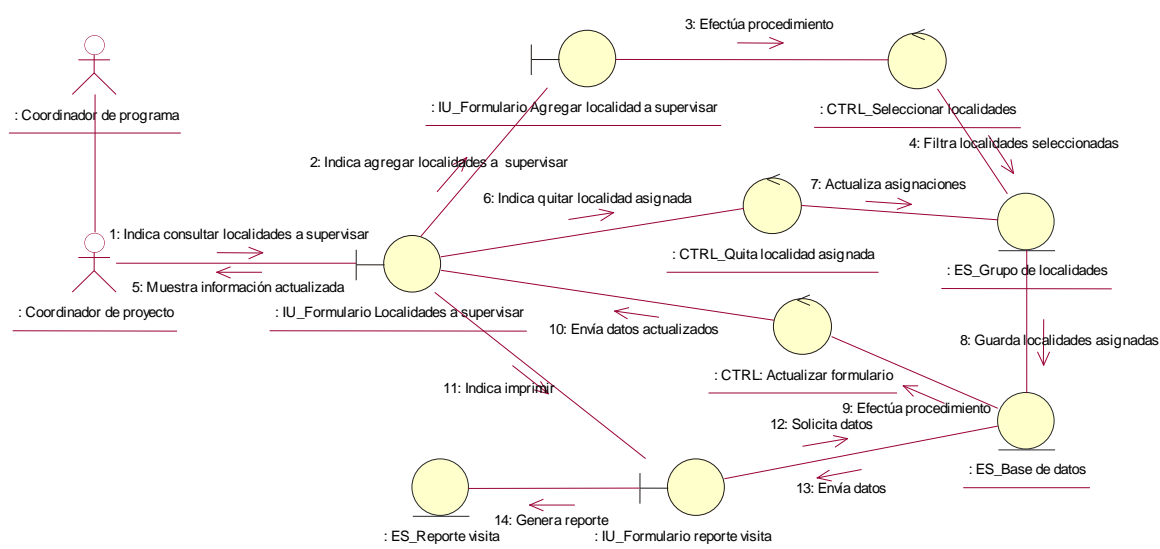 3: Efectúa procedimiento
: Coordinador de programa
: IU_Formulario Agregar localidad a supervisar
: CTRL_Seleccionar localidades
4: Filtra localidades seleccionadas
2: Indica agregar localidades a supervisar
7: Actualiza asignaciones
6: Indica quitar localidad asignada
1: Indica consultar localidades a supervisar
: CTRL_Quita localidad asignada
: ES_Grupo de localidades
5: Muestra información actualizada
: Coordinador de proyecto
: IU_Formulario Localidades a supervisar
10: Envía datos actualizados
8: Guarda localidades asignadas
: CTRL: Actualizar formulario
11: Indica imprimir
9: Efectúa procedimiento
12: Solicita datos
: ES_Base de datos
13: Envía datos
14: Genera reporte
: ES_Reporte visita
: IU_Formulario reporte visita